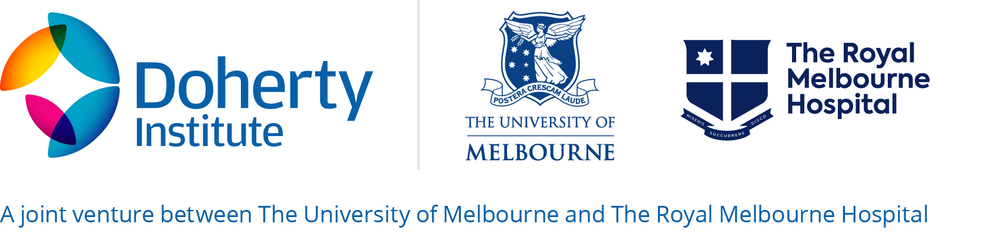 Doherty
Institute
POSTERA CRESCAM LAUDE
THE UNIVERSITY OF
MELBOURNE
MISERIS
SUCCURRERE
DISCO
The Royal
Melbourne
Hospital
A joint venture between The University of Melbourne and The Royal Melbourne Hospital